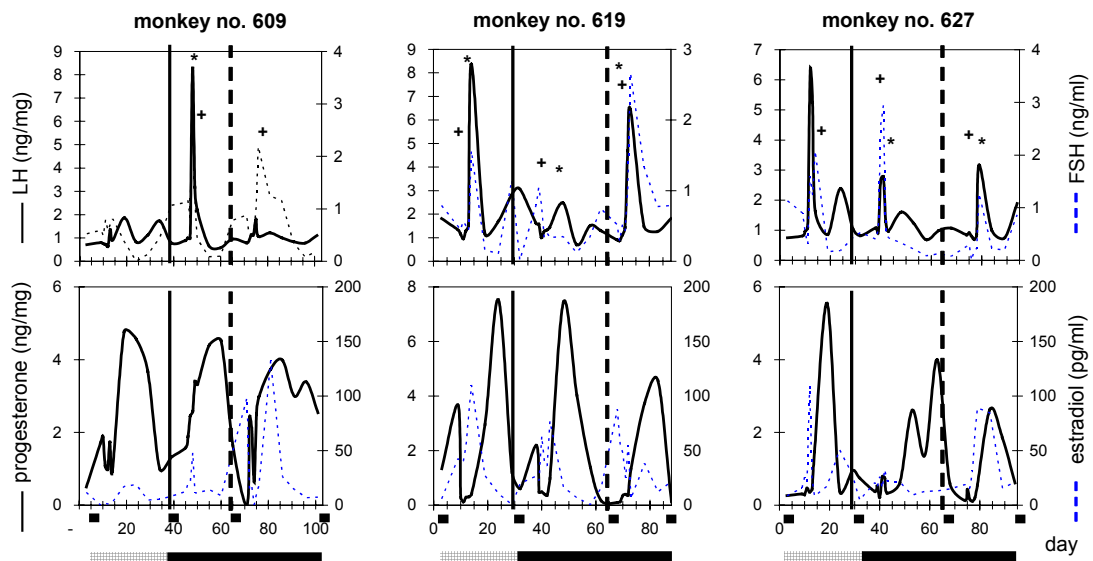 monkey no. 609 monkey no. 619 monkey no. 627
LH (ng/mg)
9 8 7 6 5 4 3 2 1 0
* + +
4 3 2 1 0
9 8 7 6 5 4 3 2 1 0
+ * + * * +
3 2 1 0
7 6 5 4 3 2 1 0
+ + * + *
4 3 2 1 0
FSH (ng/ml)
progesterone (ng/mg)
6 4 2 0
200 150 100 50 0
8 6 4 2 0
200 150 100 50 0
6 4 2 0
200 150 100 50 0
estradiol (pg/ml)
- 20 40 60 80 100
0 20 40 60 80
0 20 40 60 80
day